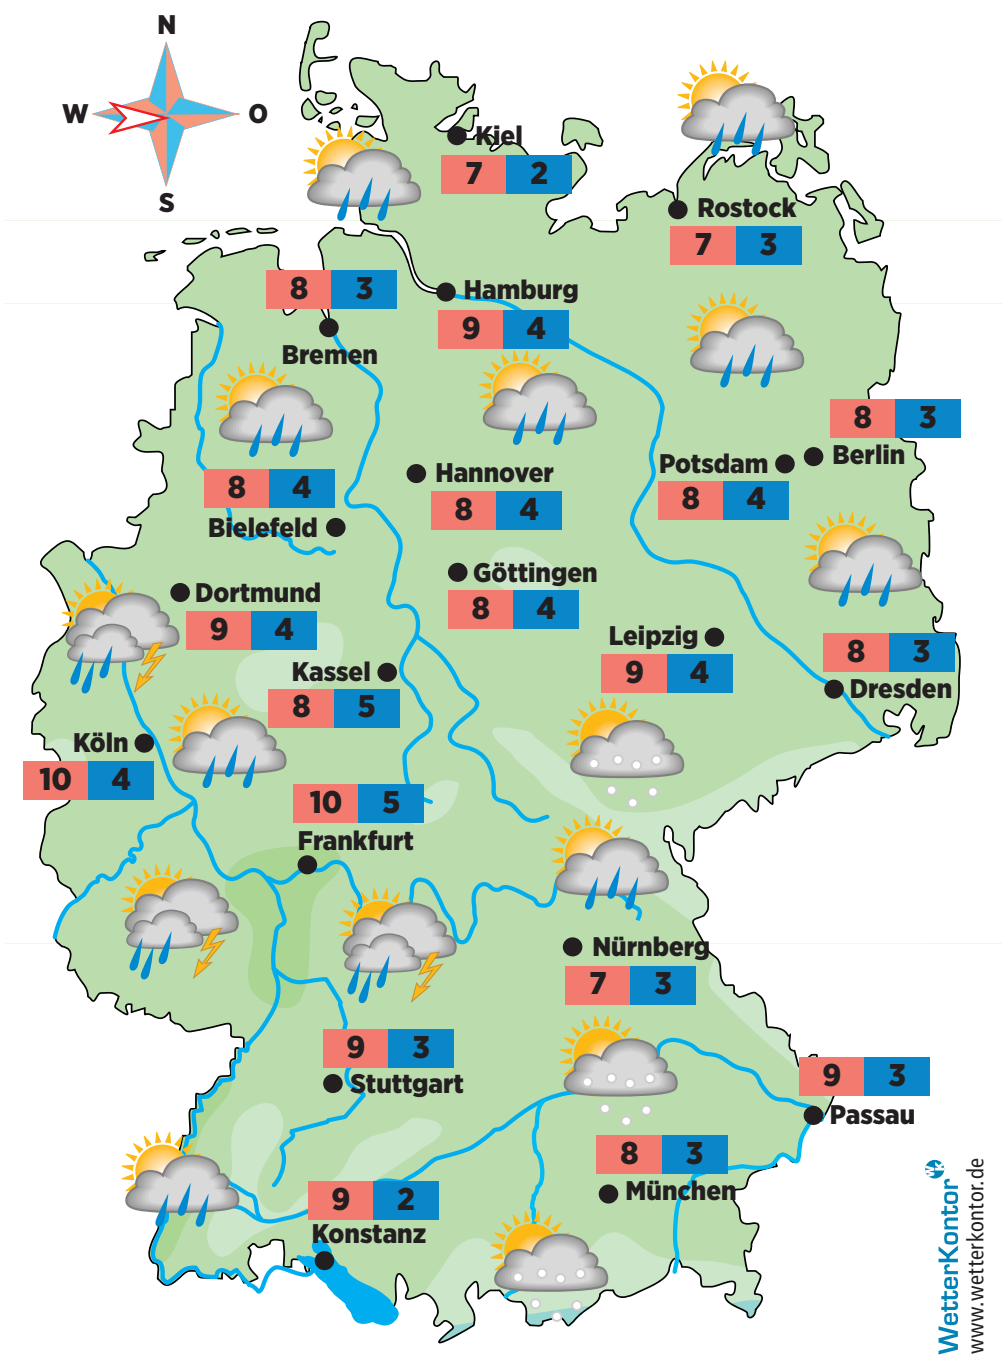 N
W O
S
Kiel
7 2
Rostock
7 3
8 3
Bremen
Hamburg
9 4
8 3
Berlin
Potsdam
8 4
Hannover
8 4
8 4
Bielefeld
Göttingen
8 4
Dortmund
9 4
Leipzig
9 4
8 3
Dresden
Kassel
8 5
Köln
10 4
10 5
Frankfurt
Nürnberg
7 3
9 3
Stuttgart
9 3
Passau
8 3
München
9 2
Konstanz
WK
WetterKontor
www.wetterkontor.de